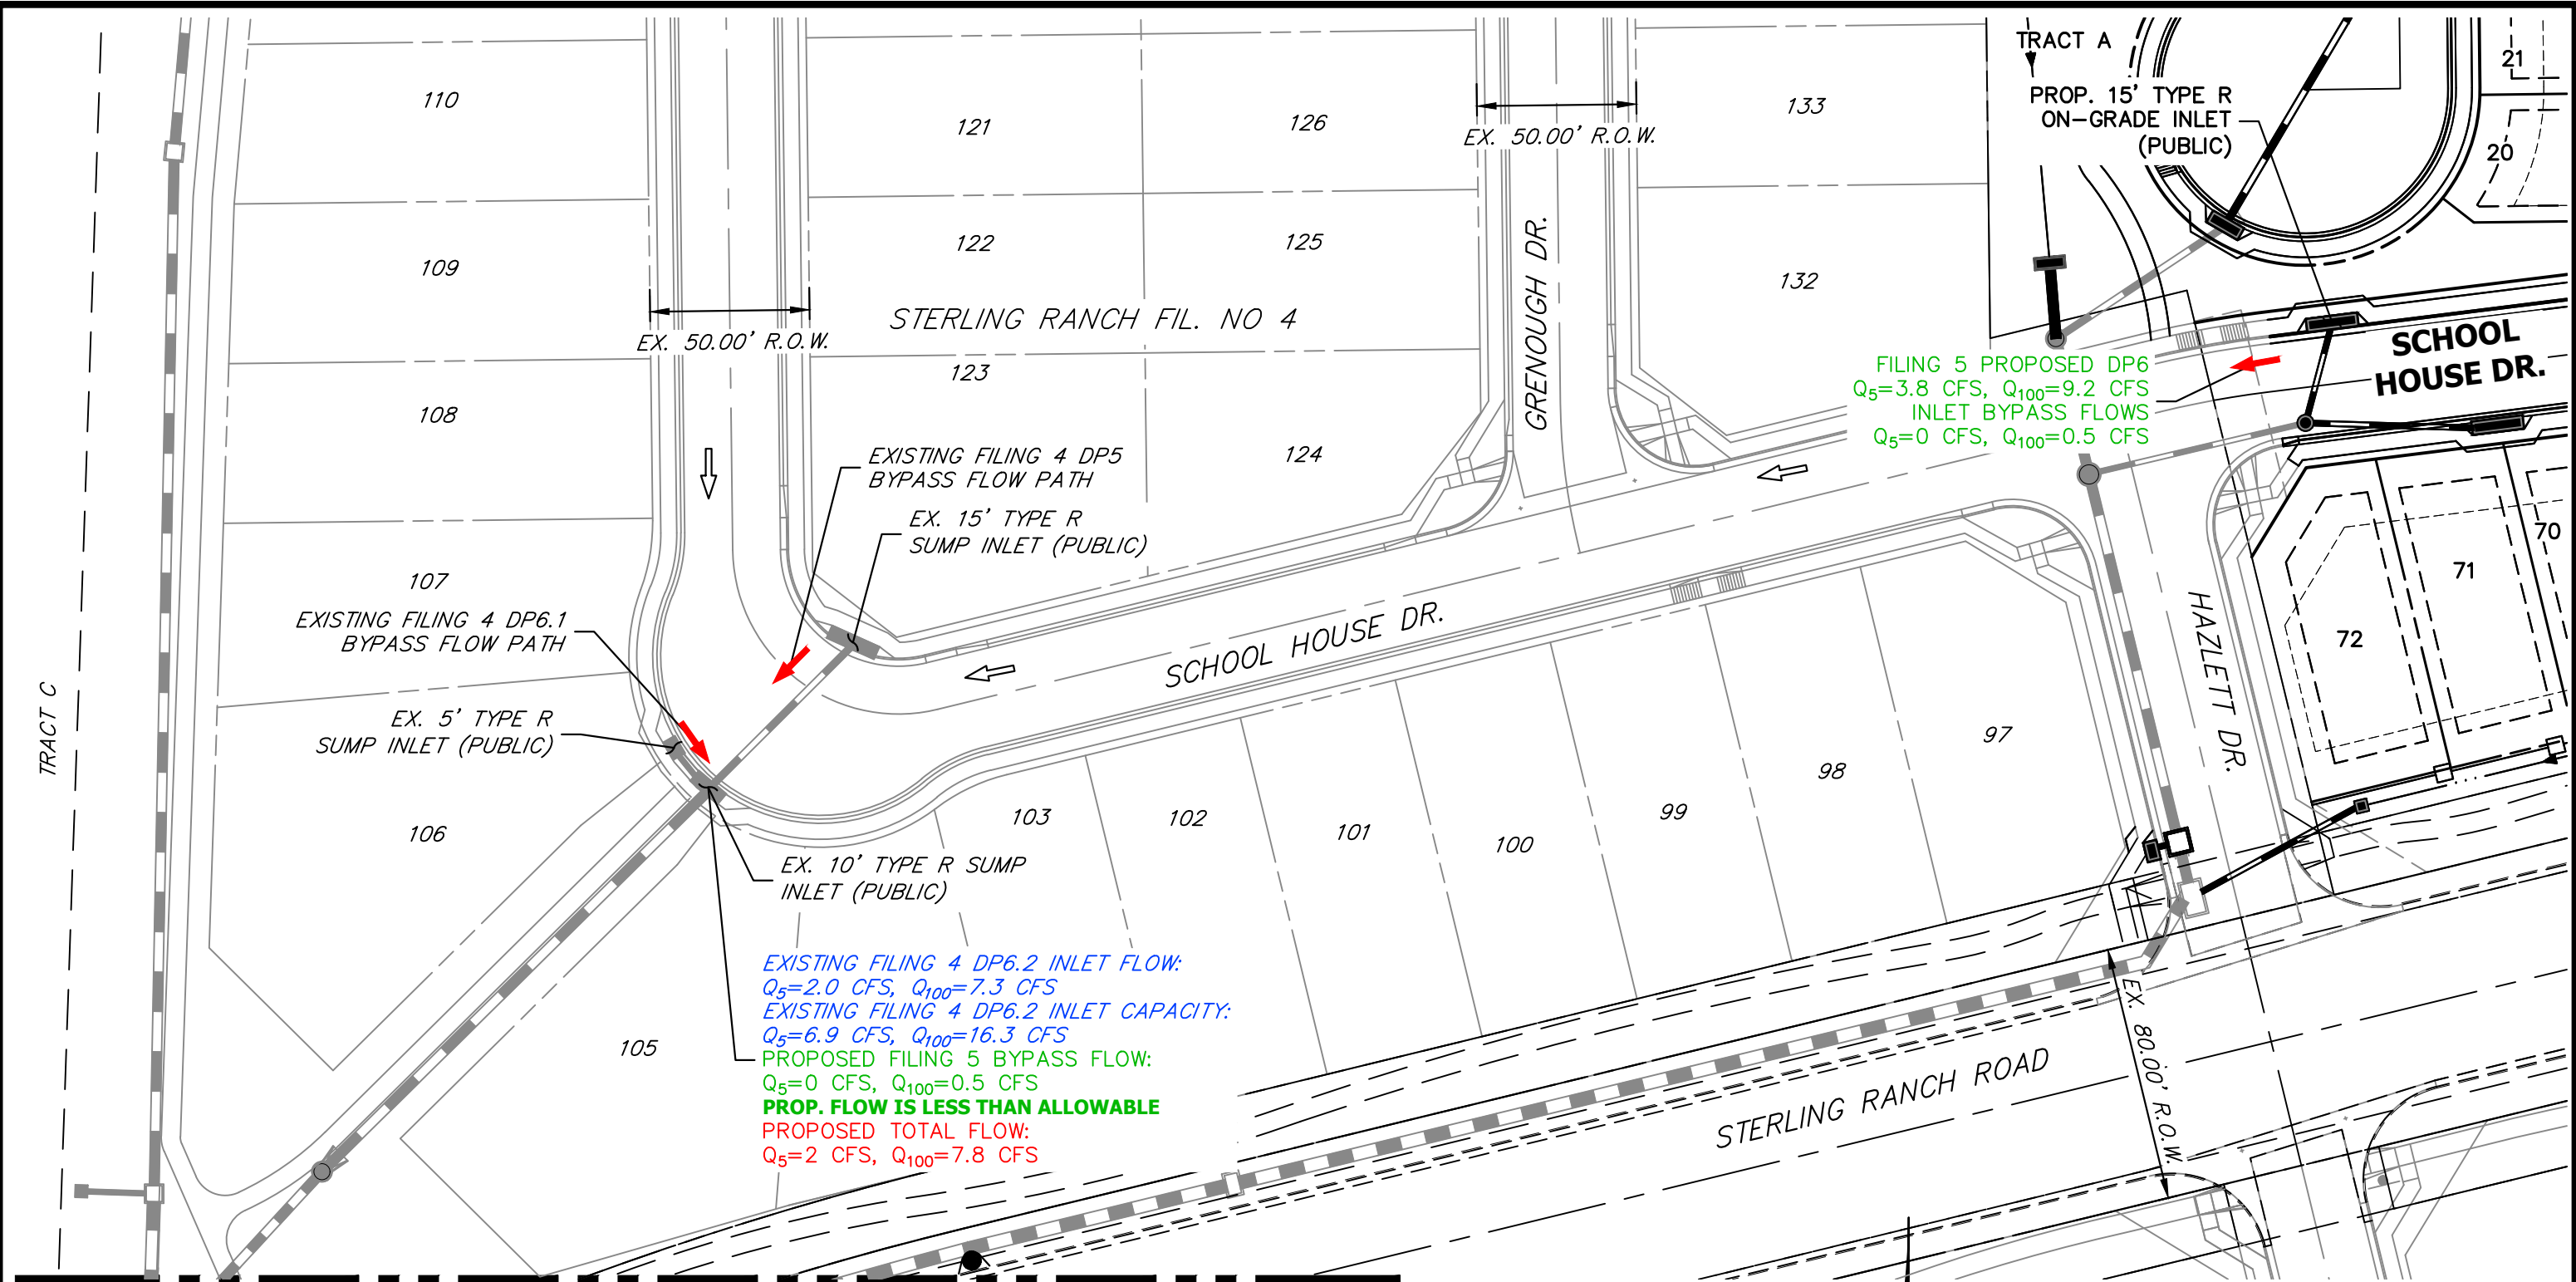 TRACT A
PROP. 15' TYPE R
ON-GRADE INLET
(PUBLIC)
21
20
110
121
126
133
EX. 50.00' R.O.W.
109
122
125
132
GRENOUGH DR.
STERLING RANCH FIL. NO 4
EX. 50.00' R.O.W.
SCHOOL
HOUSE DR.
FILING 5 PROPOSED DP6
Q5=3.8 CFS, Q100=9.2 CFS
INLET BYPASS FLOWS
Q5=0 CFS, Q100=0.5 CFS
108
123
124
EXISTING FILING 4 DP5
BYPASS FLOW PATH
EX. 15' TYPE R
SUMP INLET (PUBLIC)
107
EXISTING FILING 4 DP6.1
BYPASS FLOW PATH
70
71
72
HAZLETT DR.
SCHOOL HOUSE DR.
TRACT C
EX. 5' TYPE R
SUMP INLET (PUBLIC)
106
103
102
101
100
99
98
97
EX. 10' TYPE R SUMP
INLET (PUBLIC)
EXISTING FILING 4 DP6.2 INLET FLOW:
Q5=2.0 CFS, Q100=7.3 CFS
EXISTING FILING 4 DP6.2 INLET CAPACITY:
Q5=6.9 CFS, Q100=16.3 CFS
PROPOSED FILING 5 BYPASS FLOW:
Q5=0 CFS, Q100=0.5 CFS
PROP. FLOW IS LESS THAN ALLOWABLE
PROPOSED TOTAL FLOW:
Q5=2 CFS, Q100=7.8 CFS
105
EX. 80.00' R.O.W.
STERLING RANCH ROAD